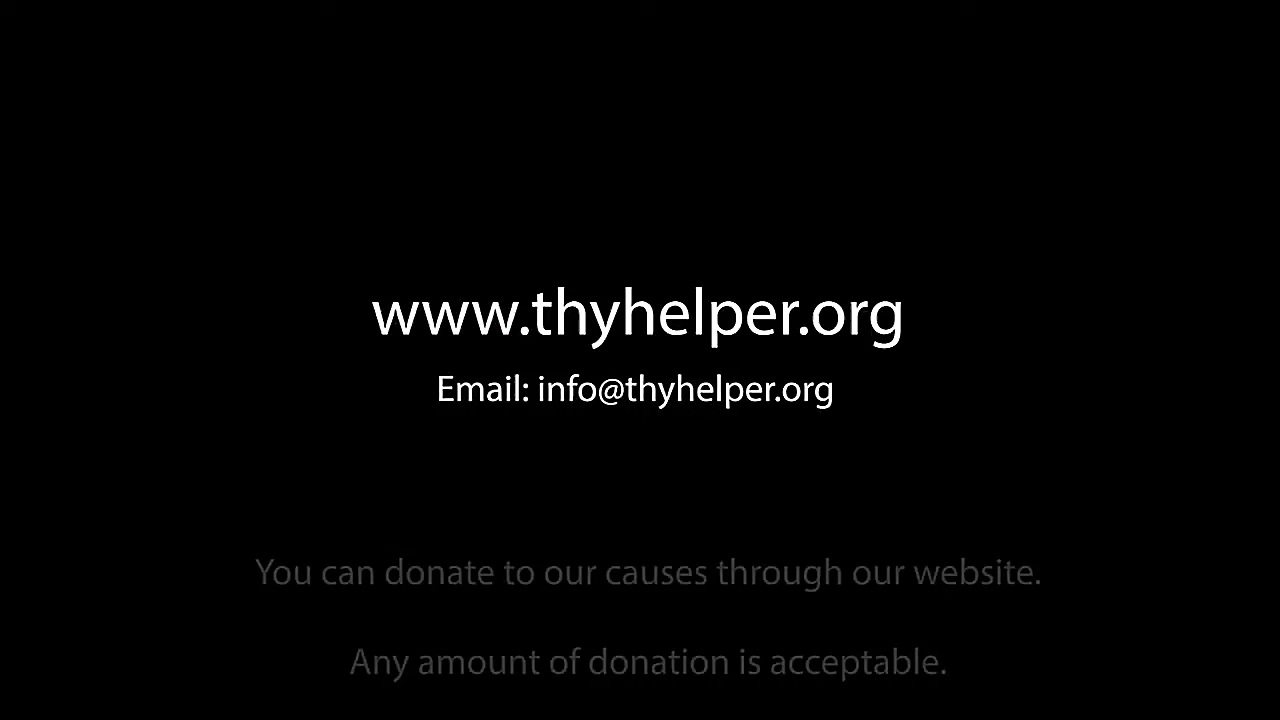 www.thyhelper.org
Email: info@thyhelper.org
You can donate to our causes through our website.
Any amount of donation is acceptable.